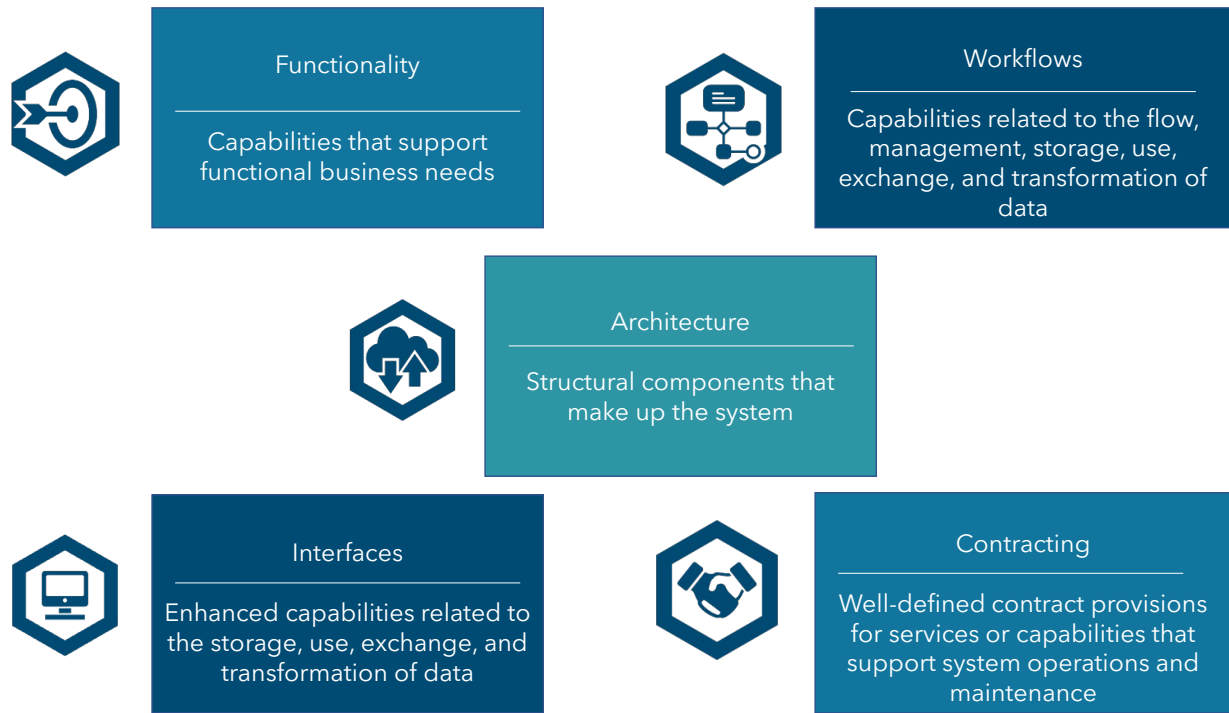 Functionality
Capabilities that support
functional business needs
Workflows
Capabilities related to the flow,
management, storage, use,
exchange, and transformation of
data
Architecture
Structural components that
make up the system
Interfaces
Enhanced capabilities related to
the storage, use, exchange, and
transformation of data
Contracting
Well-defined contract provisions
for services or capabilities that
support system operations and
maintenance